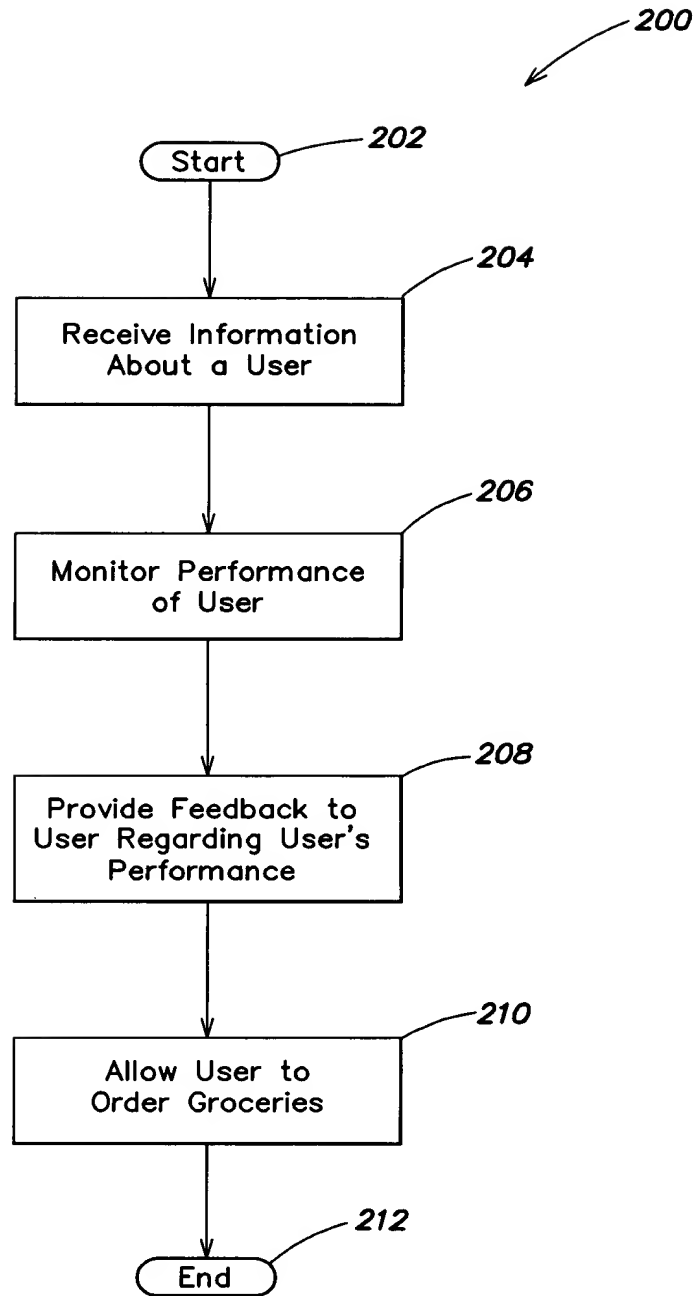 200
202
Start
204
Receive Information
About a User
206
Monitor Performance
of User
208
Provide Feedback to
User Regarding User's
Performance
210
Allow User to
Order Groceries
212
End